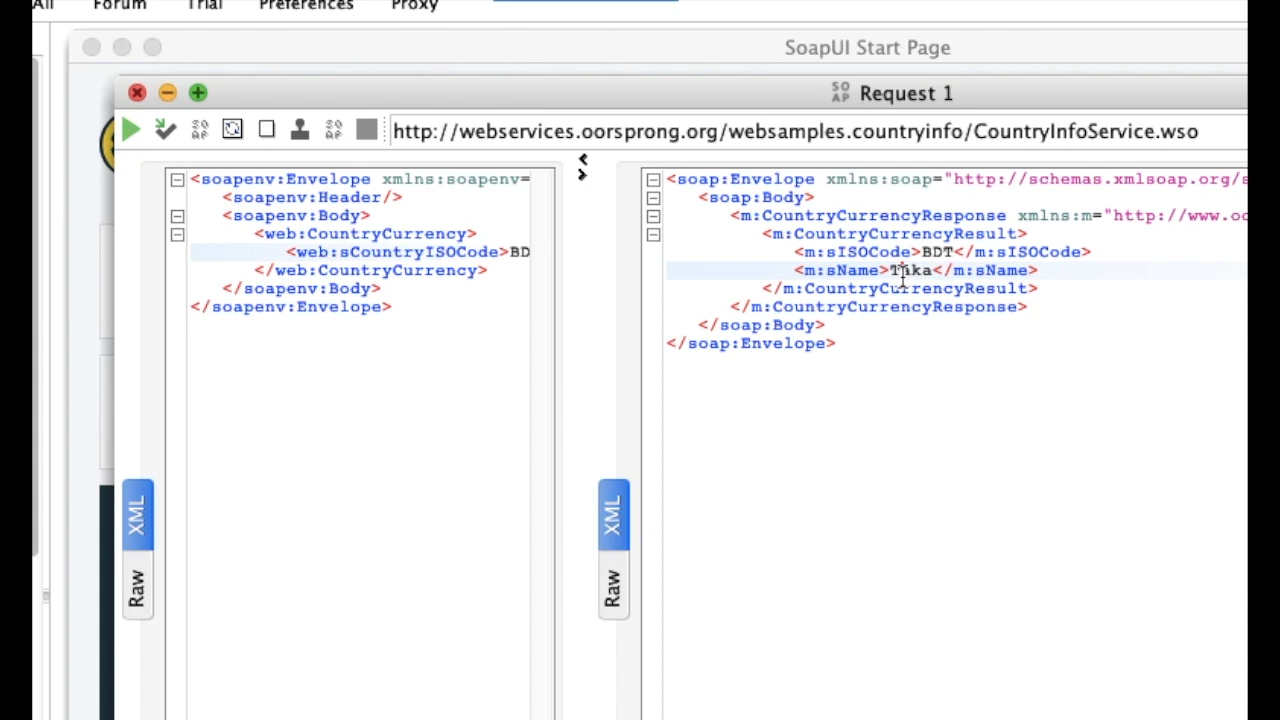 All Forum Trial Preferences Proxy
SoapUI Start Page
SO AP Request 1
http://webservices.oorsprong.org/websamples.countryinfo/CountryInfoService.wso
<soapenv:Envelope xmlns:soapenv=
<soapenv:Header/>
<soapenv:Body>
<web:CountryCurrency>
<web:sCountryISOCode>BD
</web:CountryCurrency>
</soapenv:Body>
</soapenv:Envelope>
XML
Raw
<soap:Envelope xmlns:soap="http://schemas.xmlsoap.org/s
<soap:Body>
<m:CountryCurrencyResponse xmlns:m="http://www.oo
<m:CountryCurrencyResult>
<m:sISOCode>BDT</m:sISOCode>
<m:sName>Taka</m:sName>
</m:CountryCurrencyResult>
</m:CountryCurrencyResponse>
</soap:Body>
</soap:Envelope>
XML
Raw